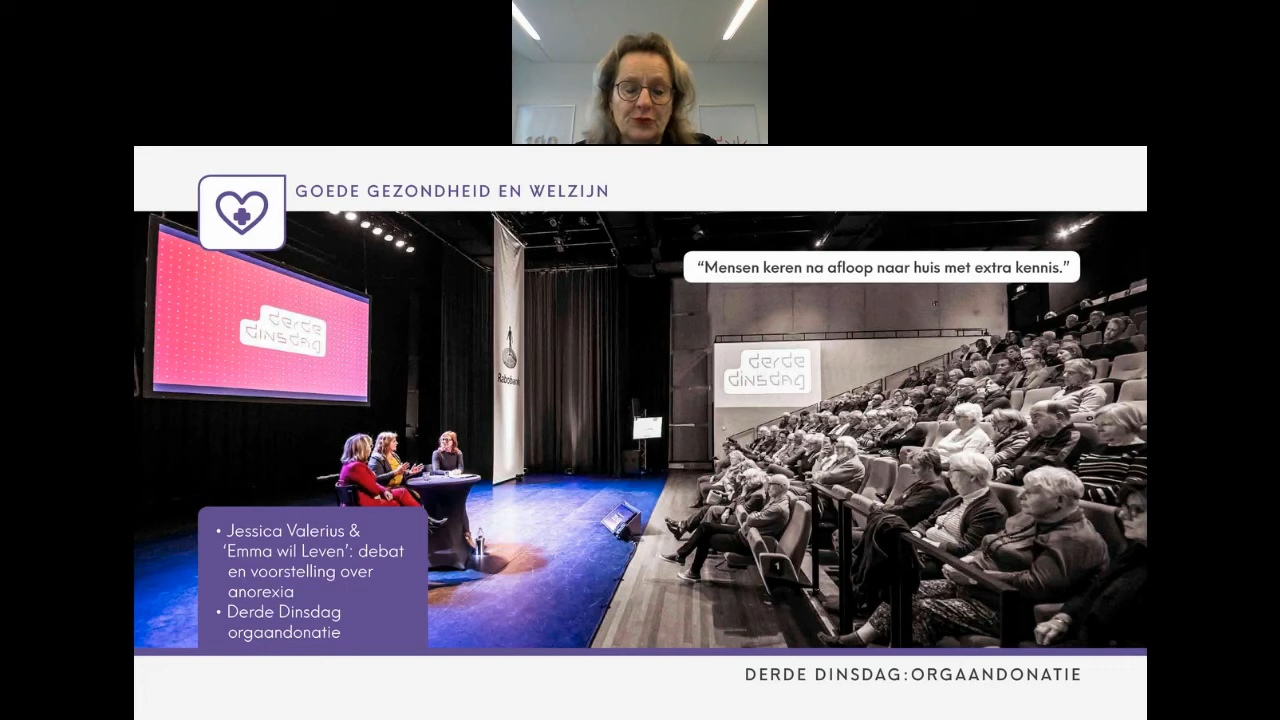 GOEDE GEZONDHEID EN WELZIJN
“Mensen keren na afloop naar huis met extra kennis.”
derde
dinsdag
Rabobank
derde
dinsdag
1
• Jessica Valerius &
‘Emma wil Leven’: debat
en voorstelling over
anorexia
• Derde Dinsdag
orgaandonatie
DERDE DINSDAG:ORGAANDONATIE